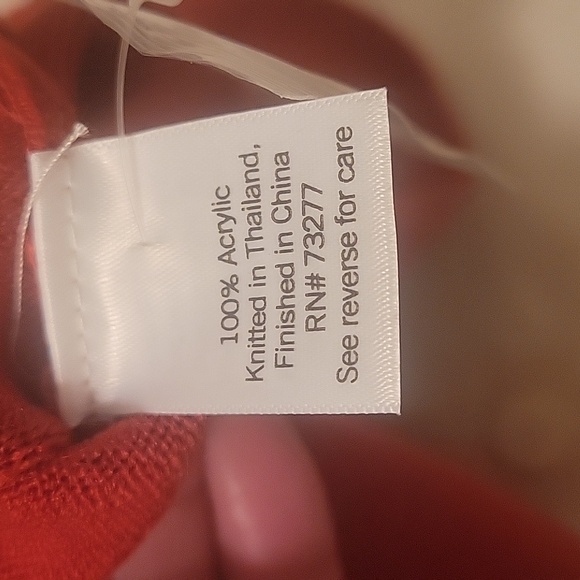 100% Acrylic
Knitted in Thailand,
Finished in China
RN# 73277
See reverse for care